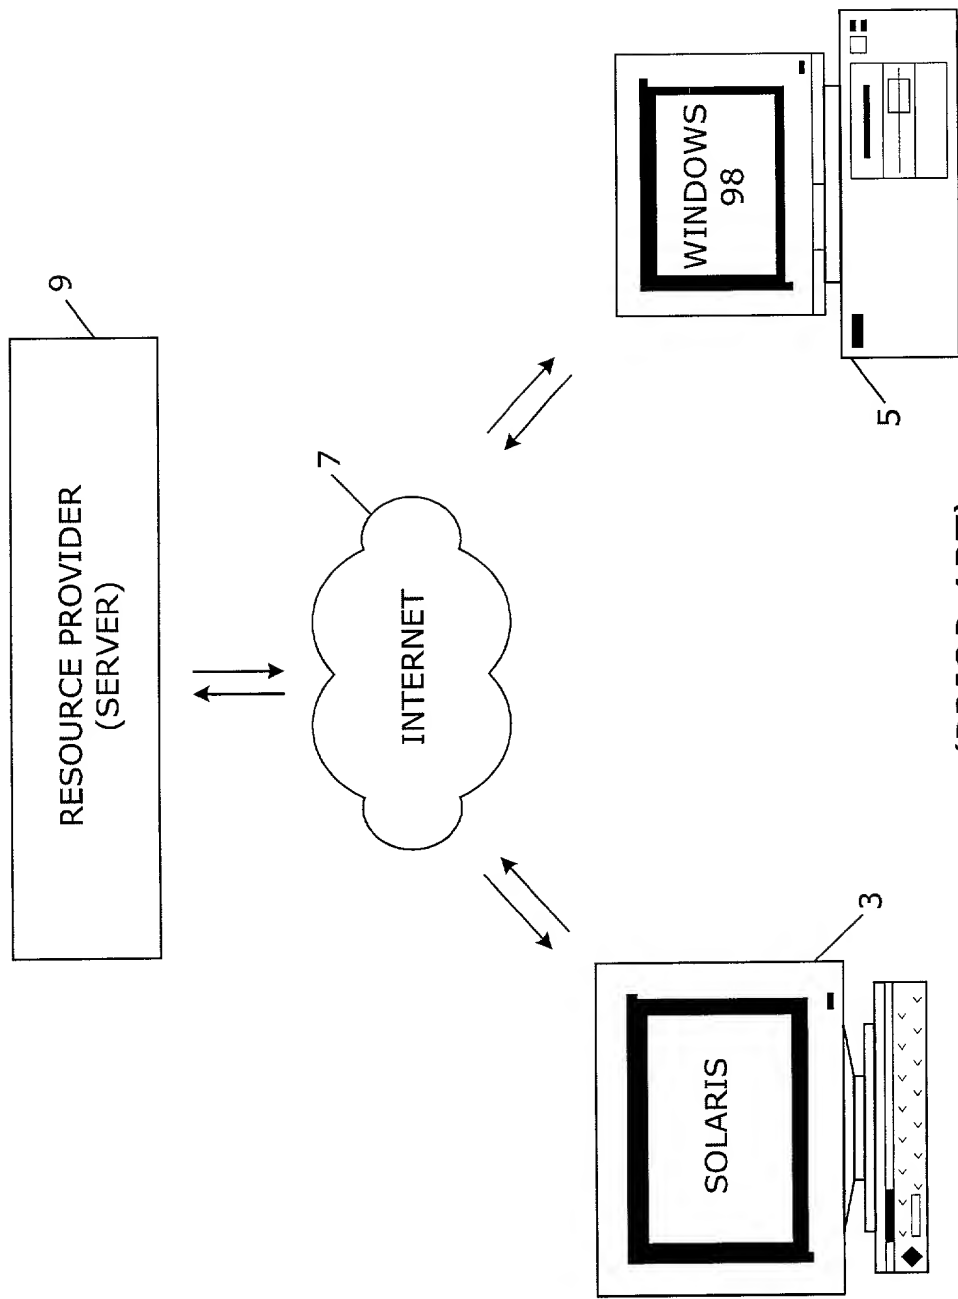 RESOURCE PROVIDER
(SERVER)
9
INTERNET
7
SOLARIS
3
WINDOWS
98
5